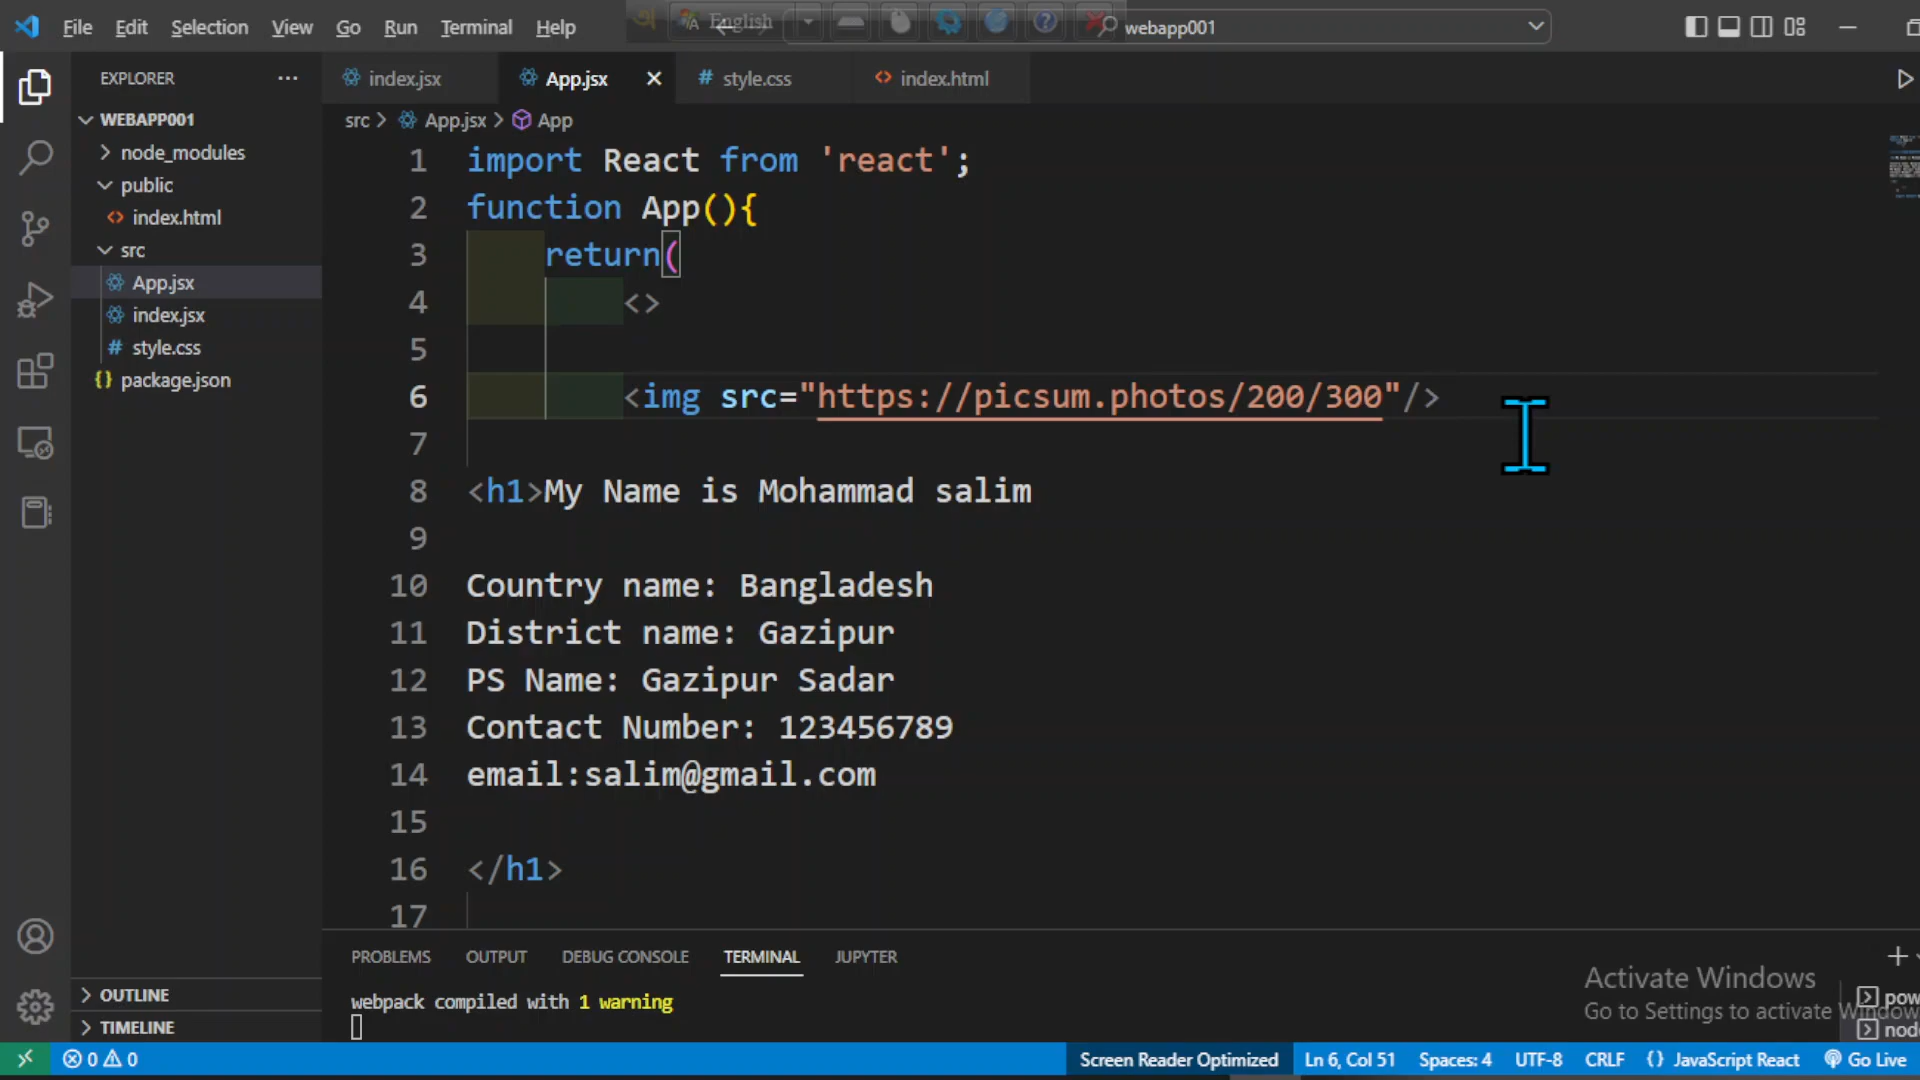 File Edit Selection View Go Run Terminal Help English webapp001
EXPLORER ···
index.jsx App.jsx # style.css <> index.html
WEBAPP001
src > App.jsx > App
node_modules
public
<> index.html
src
App.jsx
index.jsx
# style.css
{} package.json
1 import React from 'react';
2 function App(){
3 return(
4 <>
5
6 <img src="https://picsum.photos/200/300"/>
7
8 <h1>My Name is Mohammad salim
9
10 Country name: Bangladesh
11 District name: Gazipur
12 PS Name: Gazipur Sadar
13 Contact Number: 123456789
14 email:salim@gmail.com
15
16 </h1>
17
PROBLEMS OUTPUT DEBUG CONSOLE TERMINAL JUPYTER
webpack compiled with 1 warning
Activate Windows
Go to Settings to activate Windows
pow
node
OUTLINE
TIMELINE
0 0 Screen Reader Optimized Ln 6, Col 51 Spaces: 4 UTF-8 CRLF {} JavaScript React Go Live